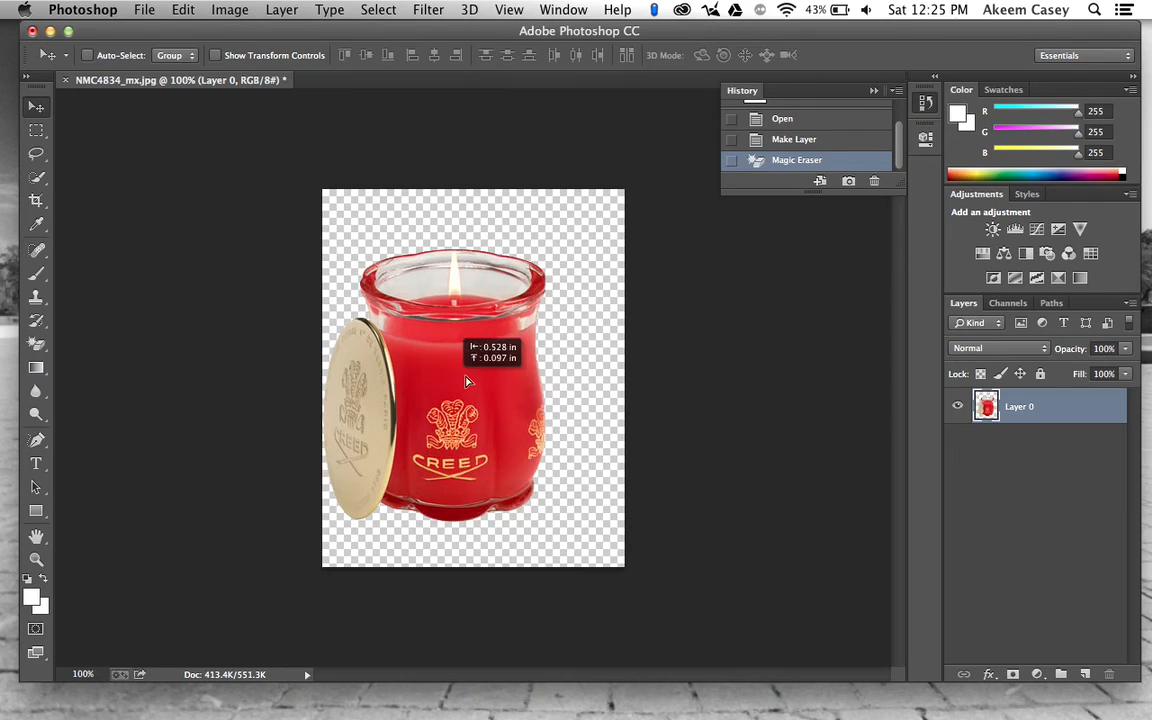 Photoshop File Edit Image Layer Type Select Filter 3D View Window Help 43% Sat 12:25 PM Akeem Casey
Adobe Photoshop CC
Auto-Select: Group Show Transform Controls 3D Mode: Essentials
× NMC4834_mx.jpg @ 100% (Layer 0, RGB/8#) *
History
Open
Make Layer
Magic Eraser
Color Swatches
R 255
G 255
B 255
Adjustments Styles
Add an adjustment
Layers Channels Paths
Kind
Normal Opacity: 100%
Lock: Fill: 100%
Layer 0
0.528 in
0.097 in
CREED
CREED
100% Doc: 413.4K/551.3K